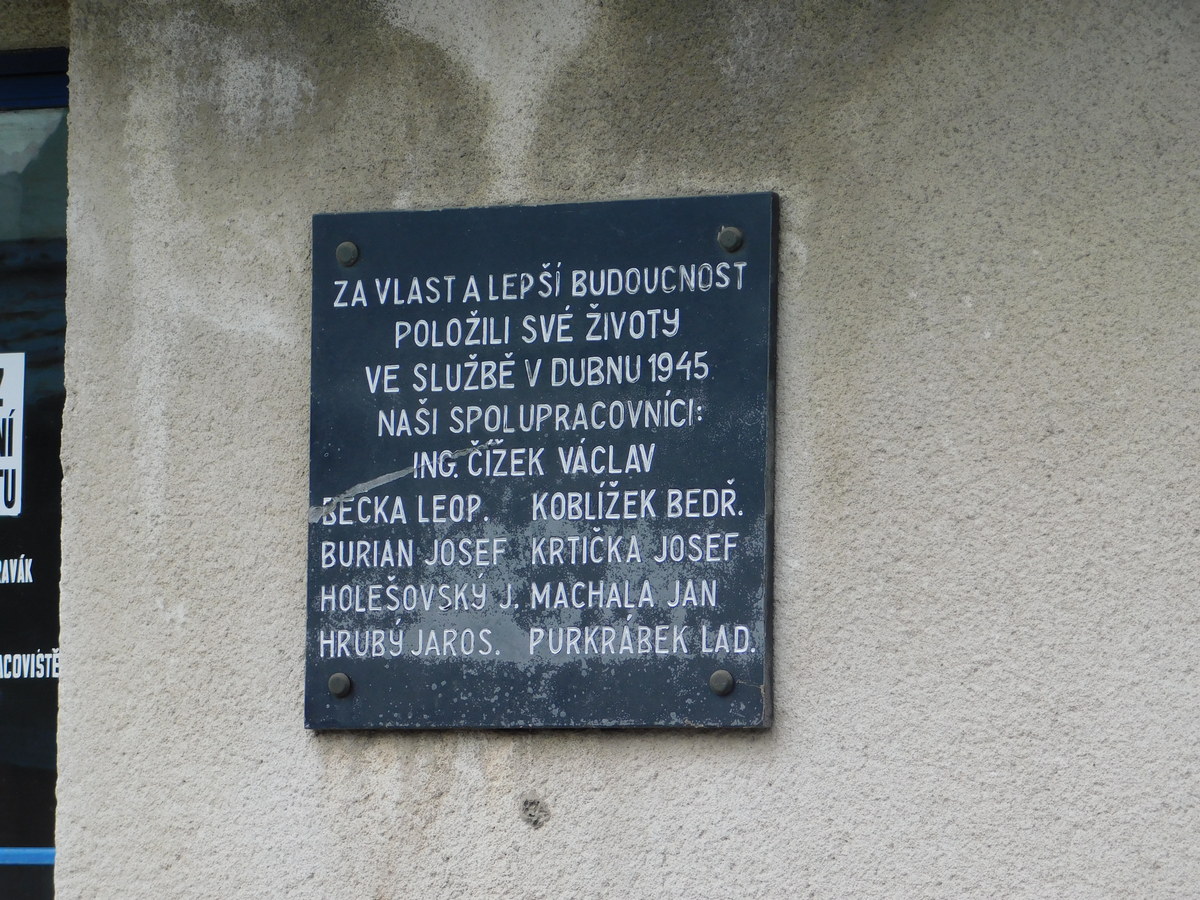 ZA VLAST A LEPŠÍ BUDOUCNOST
POLOŽILI SVÉ ŽIVOTY
VE SLUŽBĚ V DUBNU 1945
NAŠI SPOLUPRACOVNÍCI:
ING. ČÍŽEK VÁCLAV
BECKA LEOP. KOBLÍŽEK BEDŘ.
BURIAN JOSEF KRTIČKA JOSEF
HOLEŠOVSKÝ J. MACHALA JAN
HRUBÝ JAROS. PURKRÁBEK LAD.